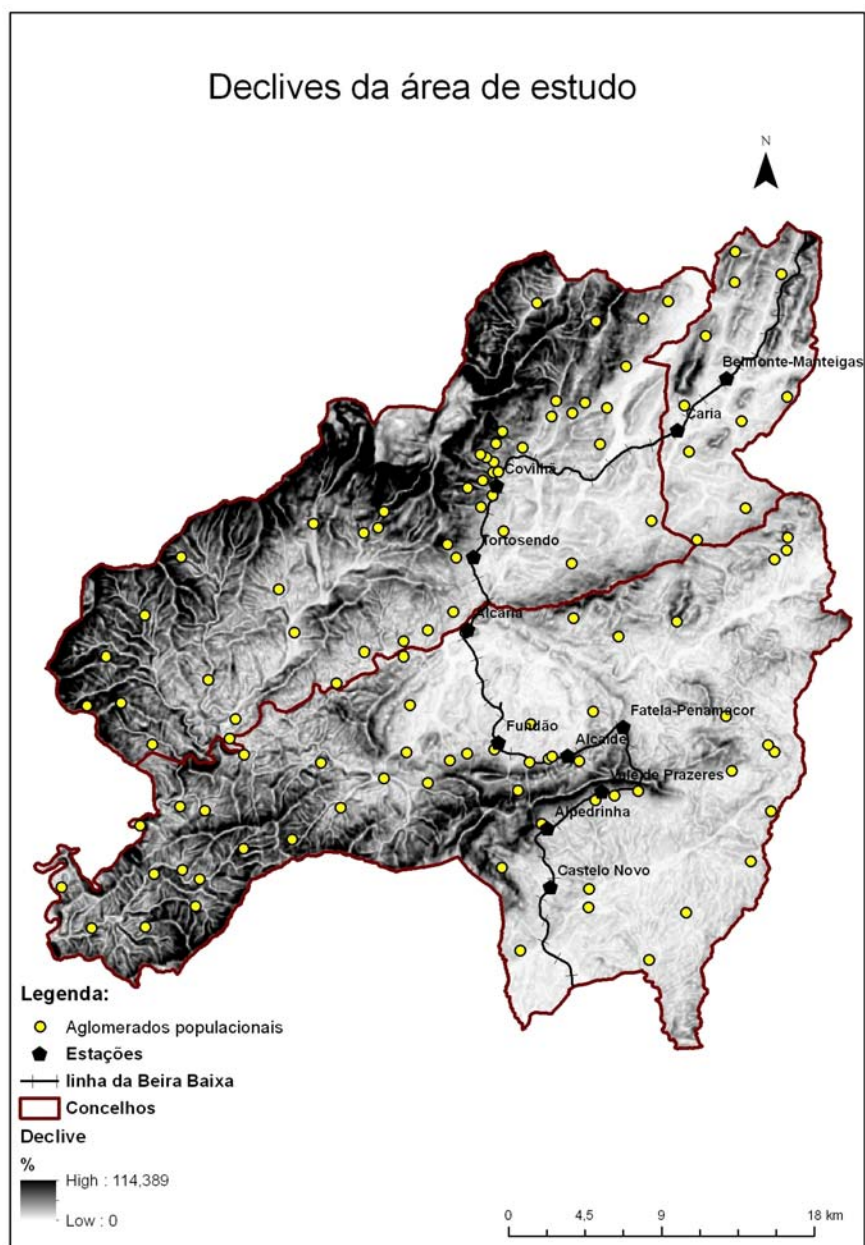 Declives da área de estudo
N
Belmonte-Manteigas
Caria
Covilhã
Tortosendo
Alcaria
Fatela-Penamacor
Fundão
Alcaide
Vale de Prazeres
Alpedrinha
Castelo Novo
Legenda:
Aglomerados populacionais
Estações
linha da Beira Baixa
Concelhos
Declive
%
High : 114,389
Low : 0
0 4,5 9 18 km